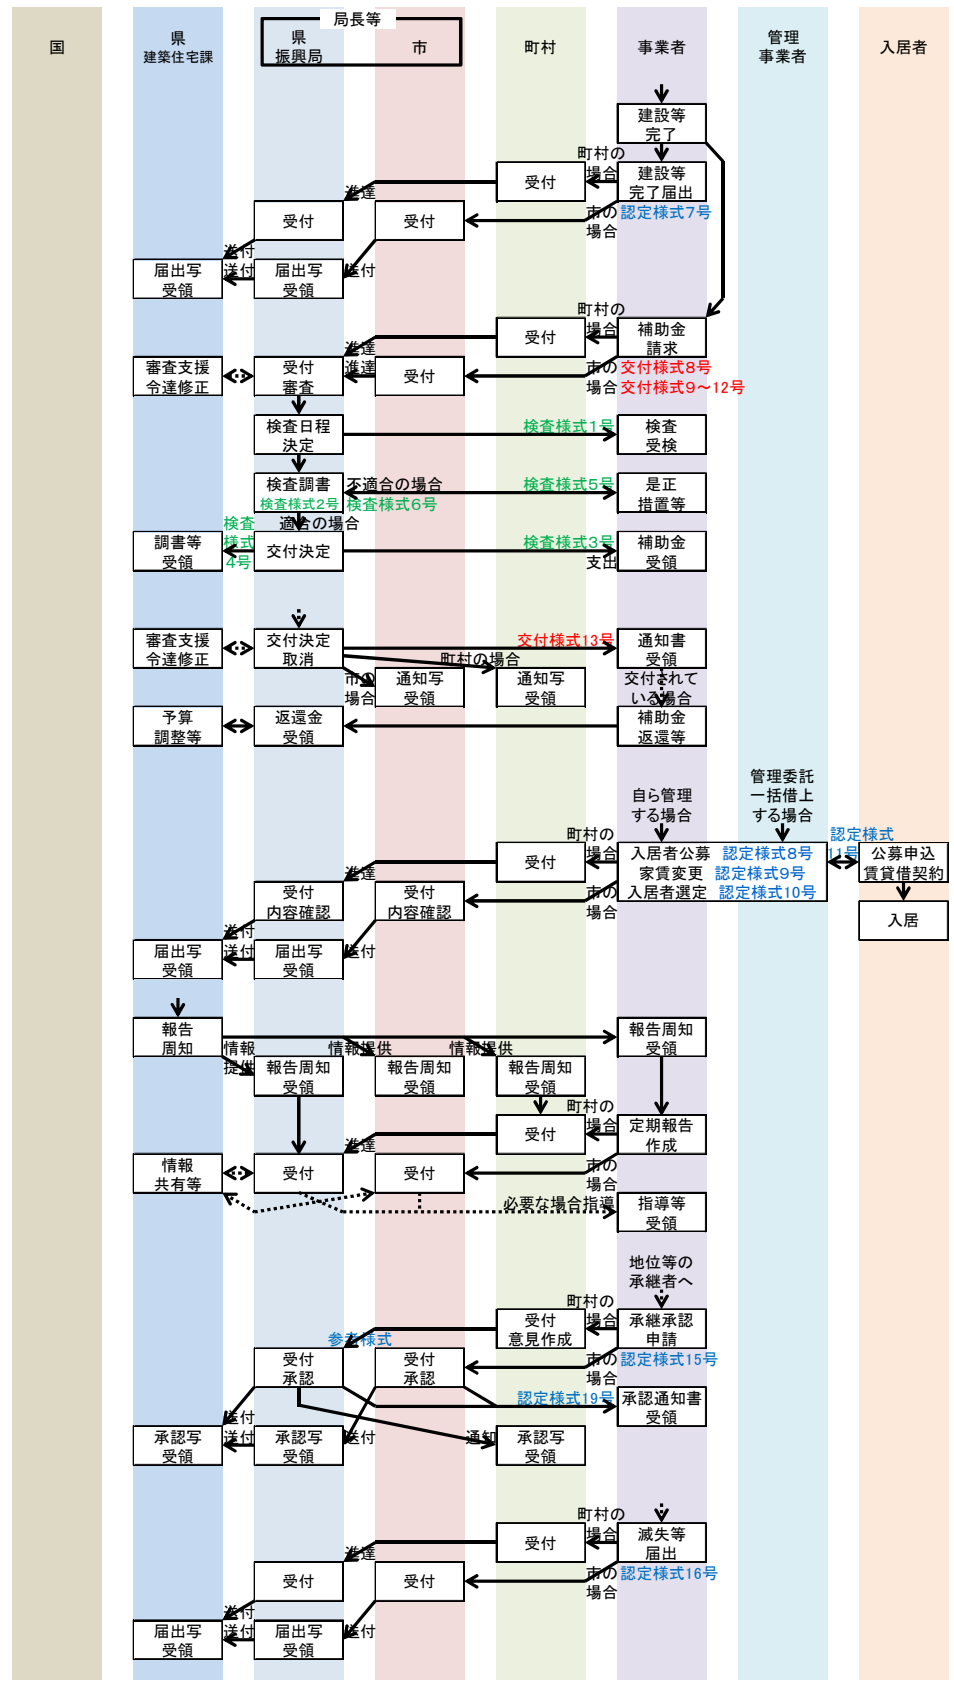 局長等
国
県
建築住宅課
県
振興局
市
町村
事業者
管理
事業者
入居者
建設等
完了
町村の
場合
受付
建設等
完了届出
進達
受付
受付
市の
場合
認定様式7号
送付
送付
送付
届出写
受領
届出写
受領
町村の
場合
受付
補助金
請求
進達
進達
審査支援
令達修正
受付
審査
受付
市の
場合
交付様式8号
交付様式9～12号
検査日程
決定
検査様式1号
検査
受検
検査調書
検査様式2号
不適合の場合
検査様式6号
検査様式5号
是正
措置等
検査
様式
4号
適合の場合
調書等
受領
交付決定
検査様式3号
支出
補助金
受領
審査支援
令達修正
交付決定
取消
交付様式13号
通知書
受領
町村の場合
市の
場合
通知写
受領
通知写
受領
交付されて
いる場合
予算
調整等
返還金
受領
補助金
返還等
自ら管理
する場合
管理委託
一括借上
する場合
町村の
場合
受付
入居者公募 認定様式8号
家賃変更 認定様式9号
入居者選定 認定様式10号
認定様式
11号
公募申込
賃貸借契約
進達
受付
内容確認
受付
内容確認
市の
場合
入居
送付
送付
送付
届出写
受領
届出写
受領
報告
周知
報告周知
受領
情報
提供
情報提供
情報提供
報告周知
受領
報告周知
受領
報告周知
受領
町村の
場合
受付
定期報告
作成
進達
情報
共有等
受付
受付
市の
場合
必要な場合指導
指導等
受領
地位等の
承継者へ
町村の
場合
受付
意見作成
承継承認
申請
参考様式
受付
承認
受付
承認
市の
場合
認定様式15号
認定様式19号
承認通知書
受領
送付
送付
送付
通知
承認写
受領
承認写
受領
承認写
受領
町村の
場合
受付
滅失等
届出
進達
受付
受付
市の
場合
認定様式16号
送付
送付
送付
届出写
受領
届出写
受領